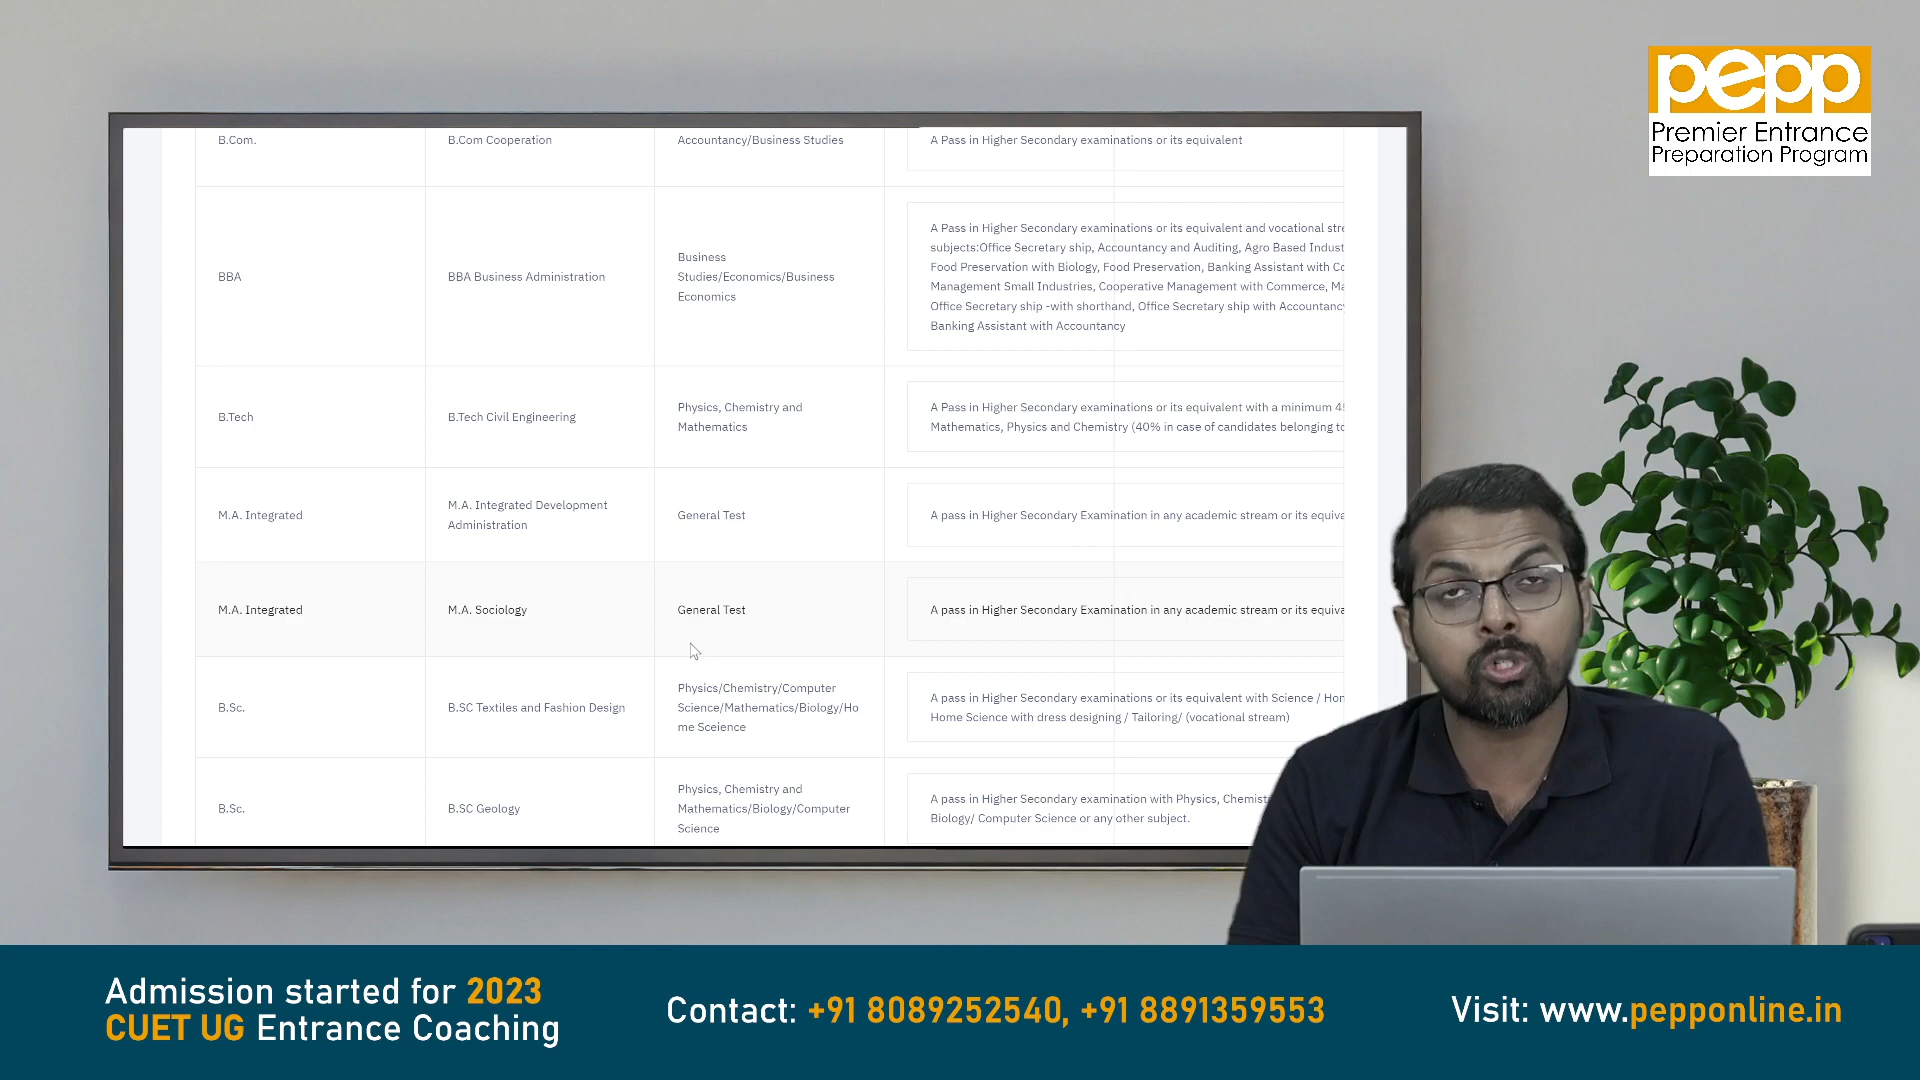 pepp
Premier Entrance
Preparation Program
B.Com.
B.Com Cooperation
Accountancy/Business Studies
A Pass in Higher Secondary examinations or its equivalent
BBA
BBA Business Administration
Business
Studies/Economics/Business
Economics
A Pass in Higher Secondary examinations or its equivalent and vocational stre
subjects:Office Secretary ship, Accountancy and Auditing, Agro Based Indust
Food Preservation with Biology, Food Preservation, Banking Assistant with Co
Management Small Industries, Cooperative Management with Commerce, Ma
Office Secretary ship -with shorthand, Office Secretary ship with Accountancy
Banking Assistant with Accountancy
B.Tech
B.Tech Civil Engineering
Physics, Chemistry and
Mathematics
A Pass in Higher Secondary examinations or its equivalent with a minimum
Mathematics, Physics and Chemistry (40% in case of candidates belonging to
M.A. Integrated
M.A. Integrated Development
Administration
General Test
A pass in Higher Secondary Examination in any academic stream or its equiva
M.A. Integrated
M.A. Sociology
General Test
A pass in Higher Secondary Examination in any academic stream or its equiva
B.Sc.
B.SC Textiles and Fashion Design
Physics/Chemistry/Computer
Science/Mathematics/Biology/Ho
me Sceience
A pass in Higher Secondary examinations or its equivalent with Science / Hom
Home Science with dress designing / Tailoring/ (vocational stream)
B.Sc.
B.SC Geology
Physics, Chemistry and
Mathematics/Biology/Computer
Science
A pass in Higher Secondary examination with Physics, Chemist
Biology/ Computer Science or any other subject.
Admission started for 2023
CUET UG Entrance Coaching
Contact: +91 8089252540, +91 8891359553
Visit: www.pepponline.in